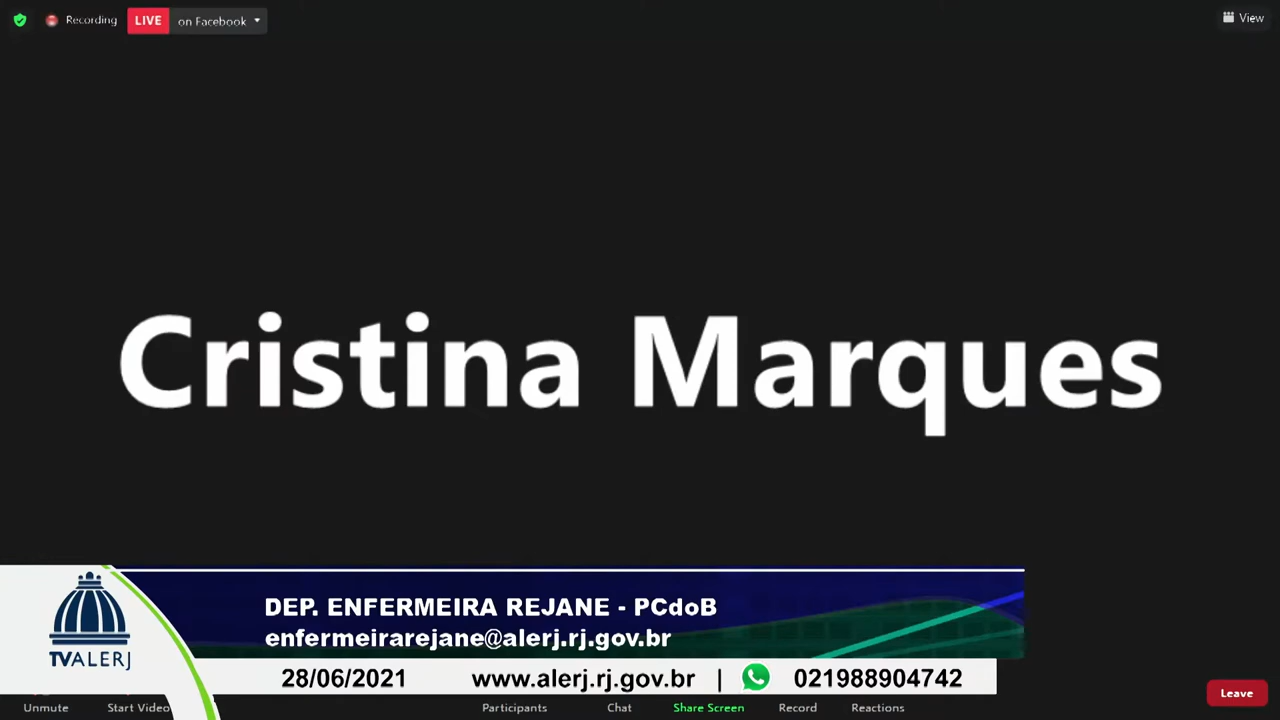 Recording
LIVE on Facebook
View
Cristina Marques
DEP. ENFERMEIRA REJANE - PCdoB
enfermeirarejane@alerj.rj.gov.br
TVALERJ
28/06/2021 www.alerj.rj.gov.br | 021988904742
Leave
Unmute Start Video Participants Chat Share Screen Record Reactions